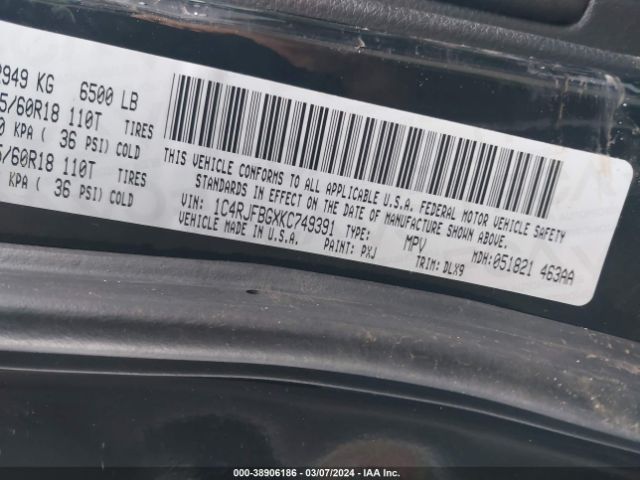 2949 KG 6500 LB
5/60R18 110T TIRES
0 KPA ( 36 PSI) COLD
5/60R18 110T TIRES
KPA ( 36 PSI) COLD
THIS VEHICLE CONFORMS TO ALL APPLICABLE U.S.A. FEDERAL MOTOR VEHICLE SAFETY
STANDARDS IN EFFECT ON THE DATE OF MANUFACTURE SHOWN ABOVE.
VIN: 1C4RJFBGXKC749391 TYPE: MPV MDH:051821 463AA
VEHICLE MADE IN U.S.A. PAINT: PXJ TRIM: DLX9
000-38906186 - 03/07/2024 - IAA Inc.